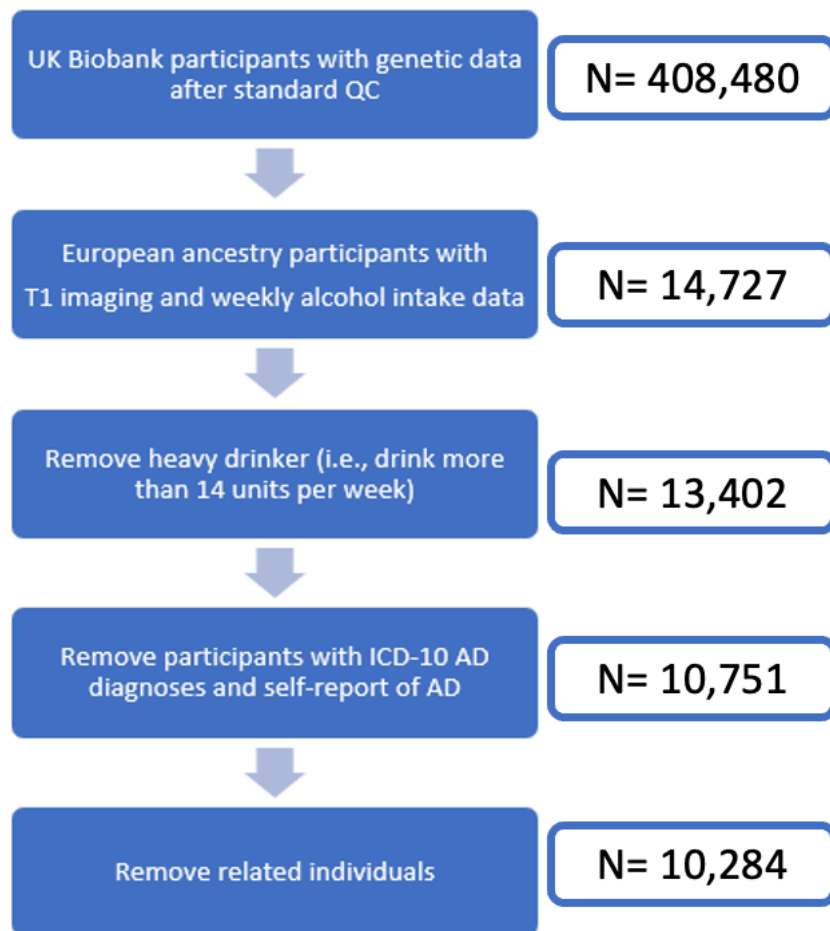 UK Biobank participants with genetic data
after standard QC
N= 408,480
European ancestry participants with
T1 imaging and weekly alcohol intake data
N= 14,727
Remove heavy drinker (i.e., drink more
than 14 units per week)
N= 13,402
Remove participants with ICD-10 AD
diagnoses and self-report of AD
N= 10,751
Remove related individuals
N= 10,284